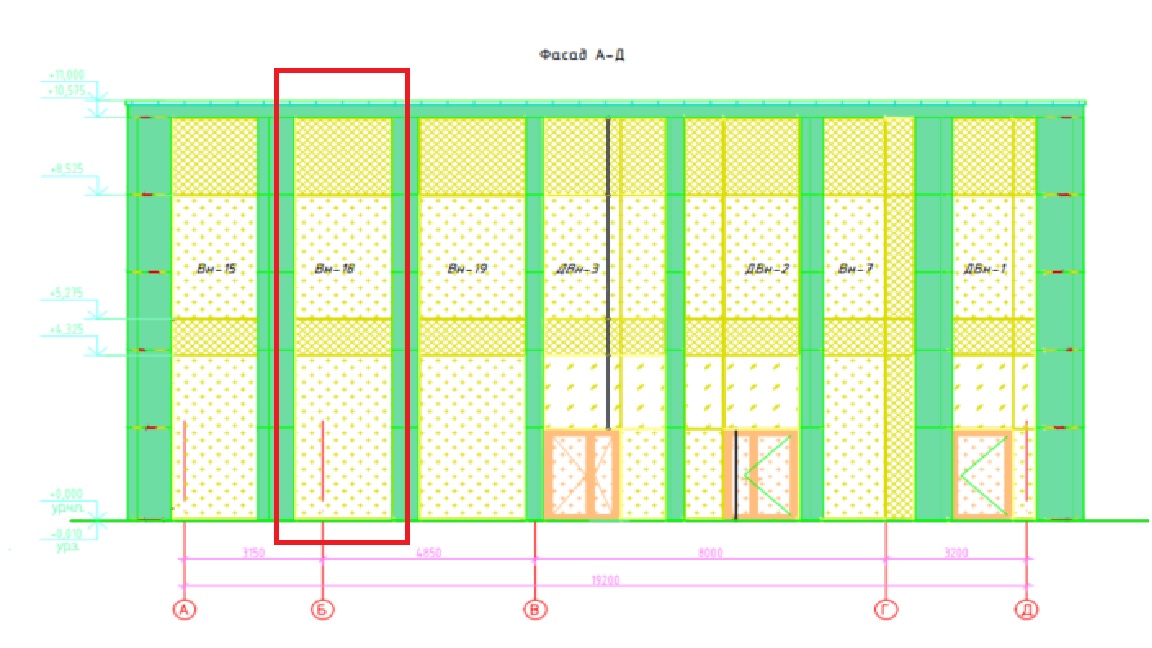 Фасад А-Д
+11,000
+10,575
+8,525
Вн-15
Вн-18
Вн-19
ДВн-3
ДВн-2
Вн-7
ДВн-1
+5,275
+4,325
+0,000
ур.ч.п.
-0,010
ур.з.
3150
4850
8000
3200
19200
А
Б
В
Г
Д